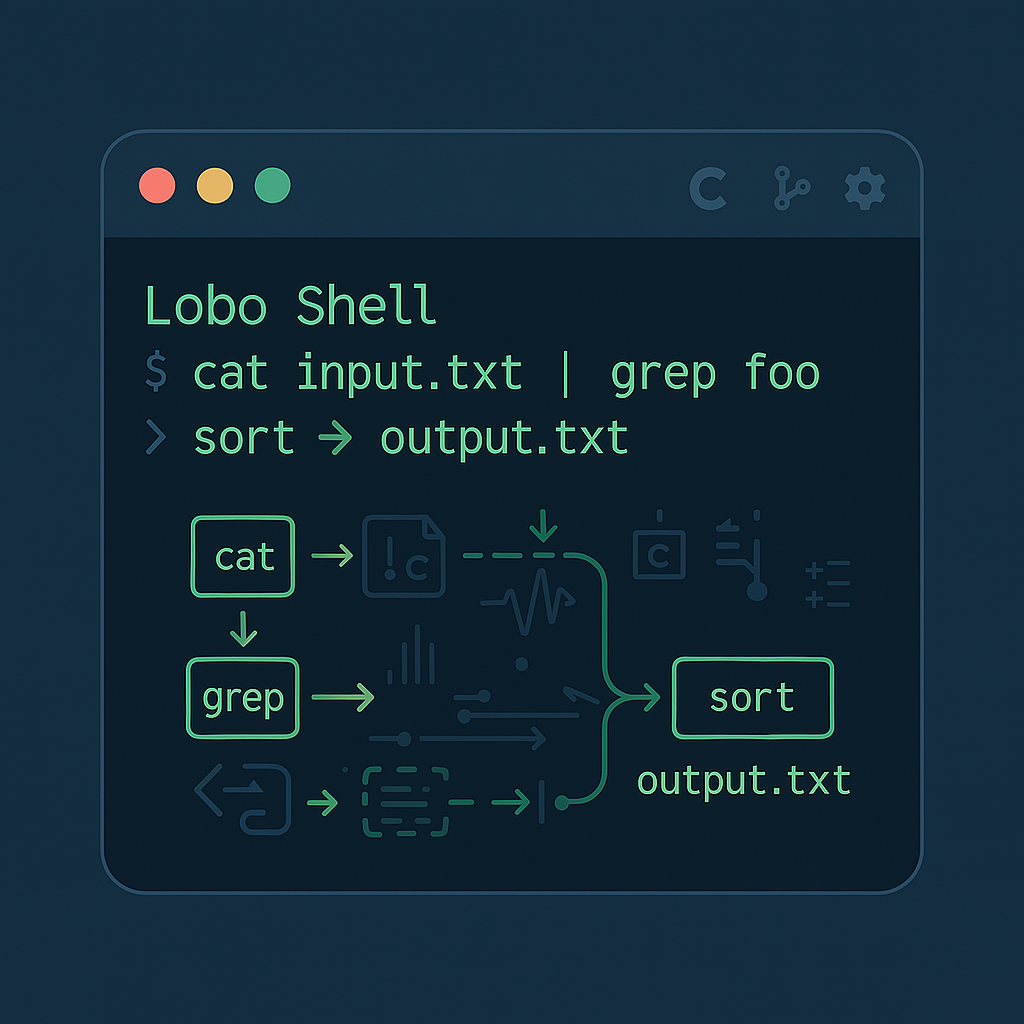 C
Lobo Shell
$ cat input.txt | grep foo
> sort → output.txt
cat
!C
C
grep
sort
output.txt